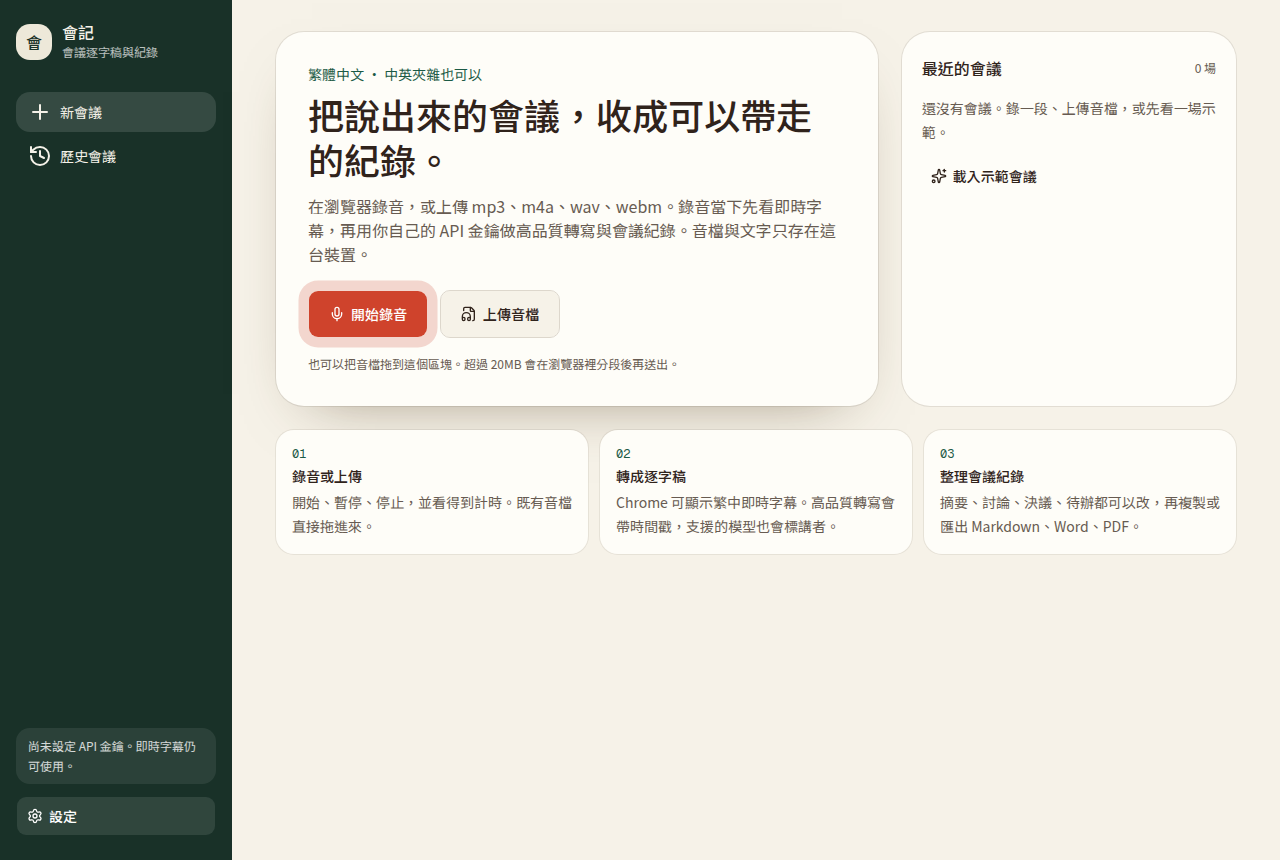 會
會記
會議逐字稿與紀錄
新會議
歷史會議
尚未設定 API 金鑰。即時字幕仍
可使用。
設定
繁體中文 · 中英夾雜也可以
把說出來的會議，收成可以帶走
的紀錄。
在瀏覽器錄音，或上傳 mp3、m4a、wav、webm。錄音當下先看即時字
幕，再用你自己的 API 金鑰做高品質轉寫與會議紀錄。音檔與文字只存在這
台裝置。
開始錄音
上傳音檔
也可以把音檔拖到這個區塊。超過 20MB 會在瀏覽器裡分段後再送出。
最近的會議
0 場
還沒有會議。錄一段、上傳音檔，或先看一場示
範。
載入示範會議
01
錄音或上傳
開始、暫停、停止，並看得到計時。既有音檔
直接拖進來。
02
轉成逐字稿
Chrome 可顯示繁中即時字幕。高品質轉寫會
帶時間戳，支援的模型也會標講者。
03
整理會議紀錄
摘要、討論、決議、待辦都可以改，再複製或
匯出 Markdown、Word、PDF。